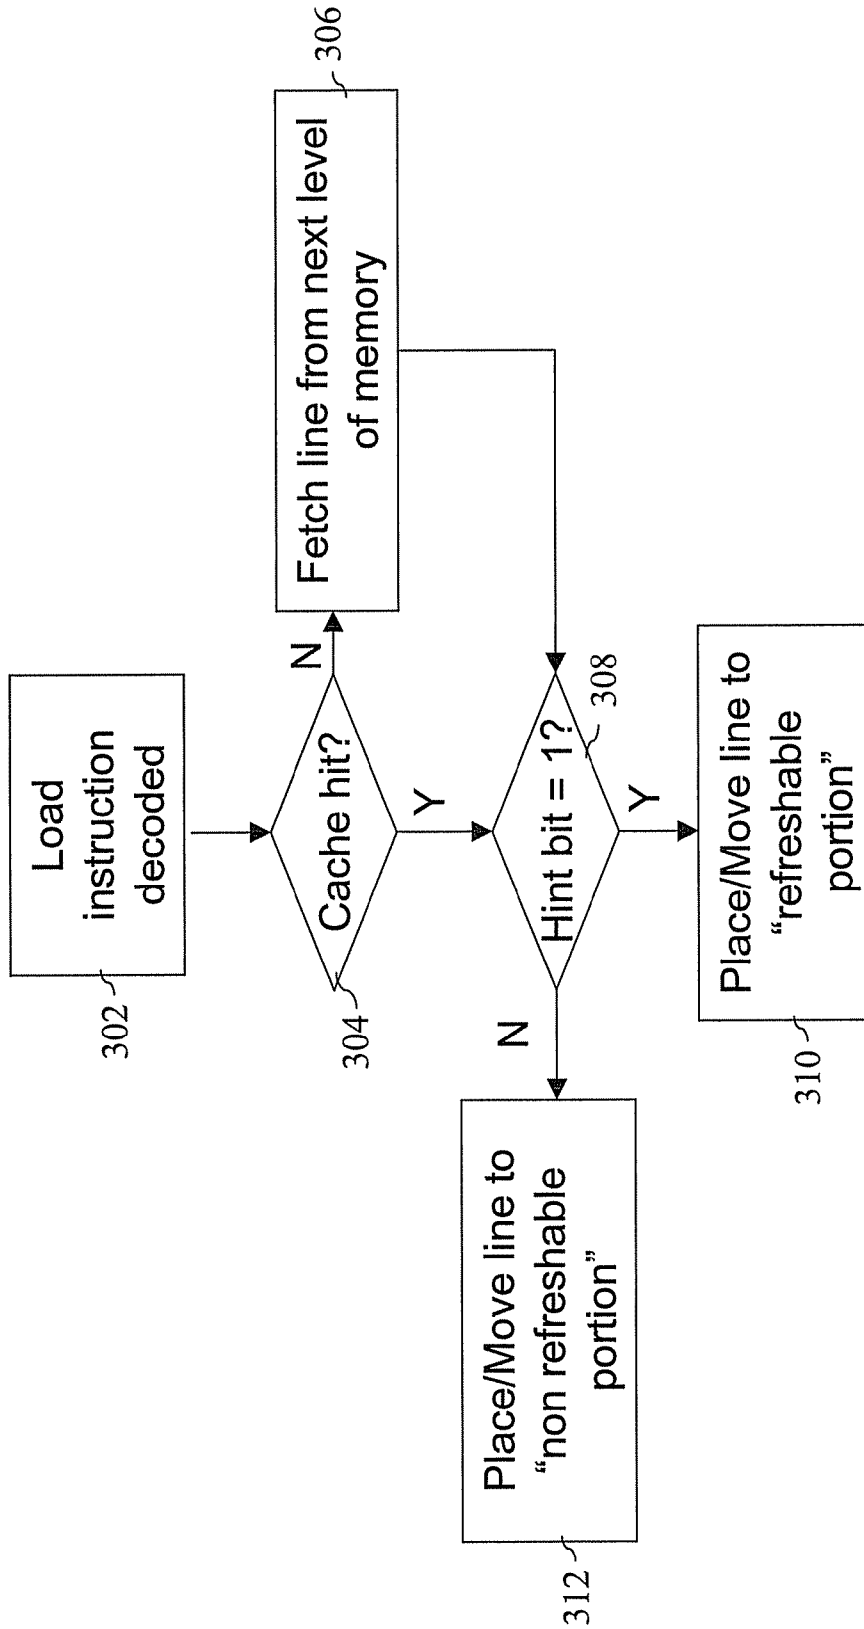 302
Load
instruction
decoded
304
Cache hit?
N
306
Fetch line from next level
of memory
Y
308
Hint bit = 1?
N
Y
312
Place/Move line to
“non refreshable
portion”
310
Place/Move line to
“refreshable
portion”